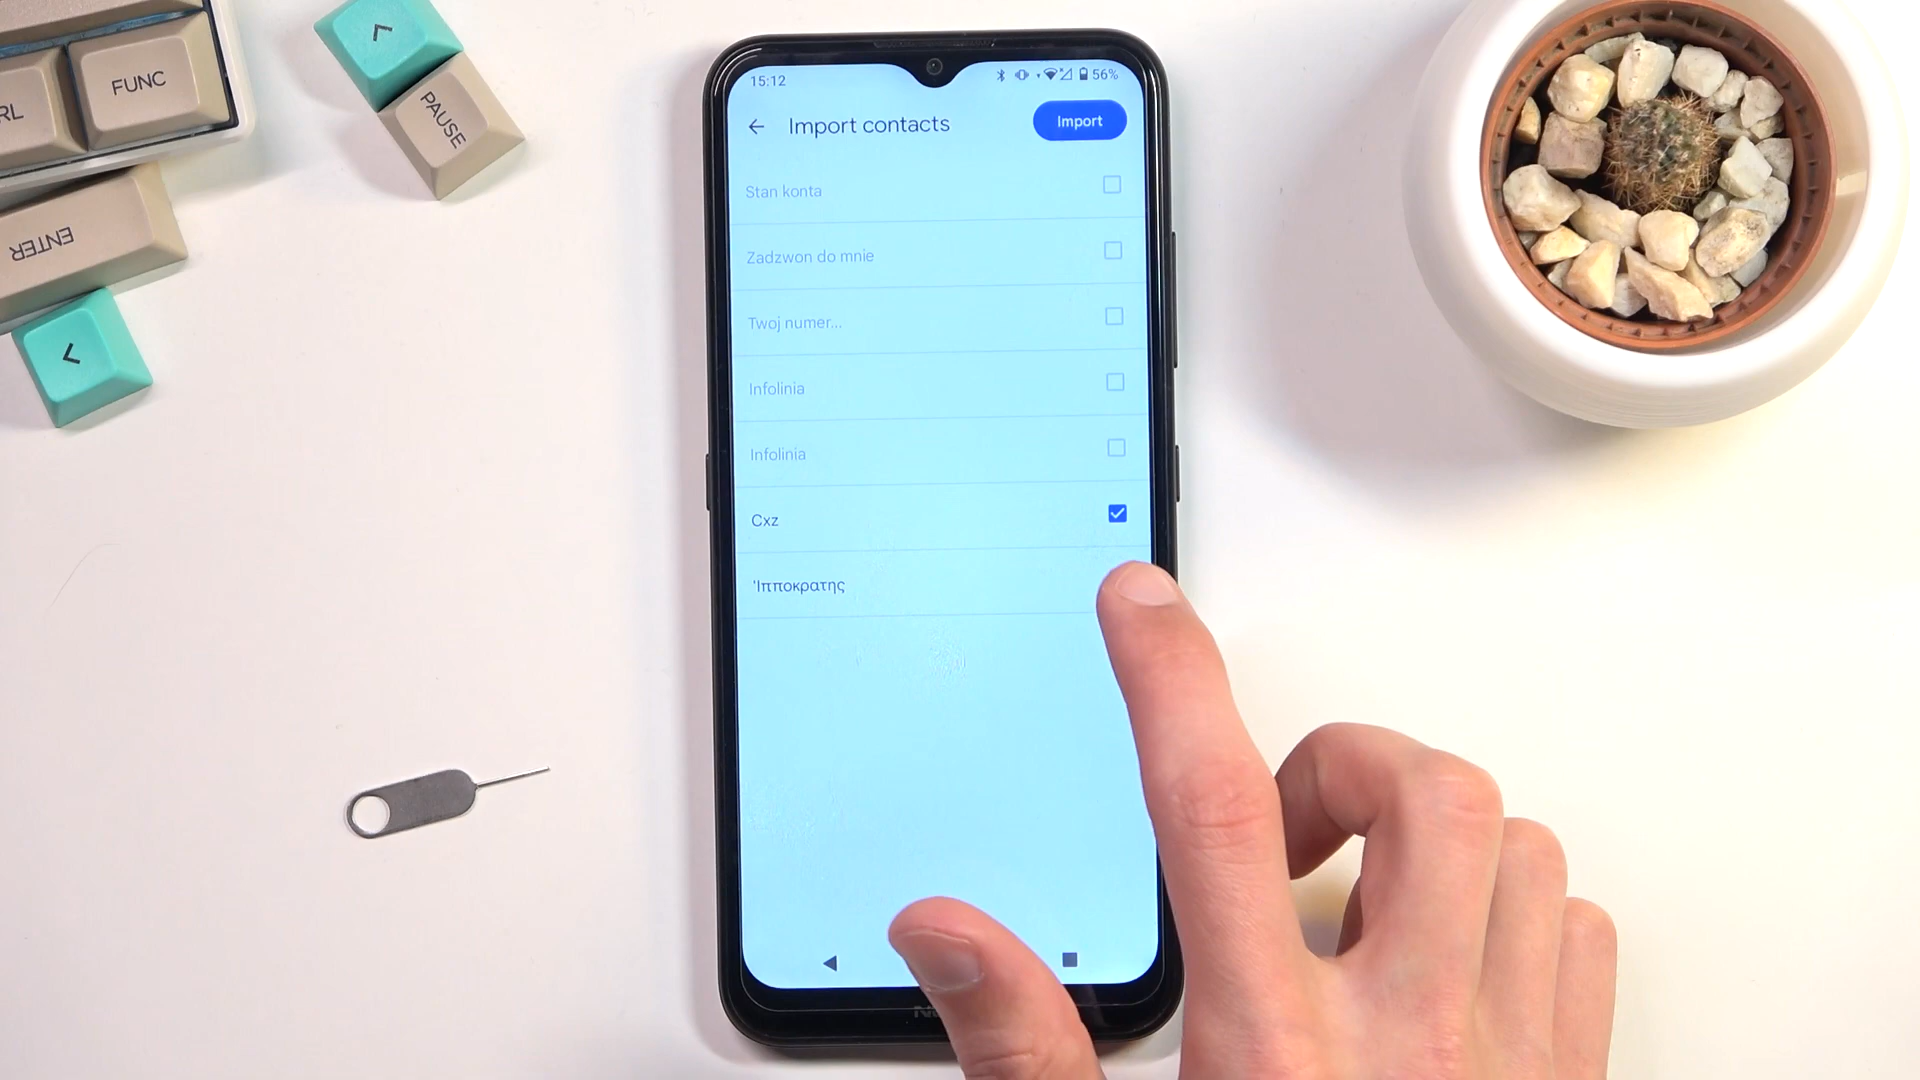 FUNC
PAUSE
ENTER
15:12
56%
Import contacts
Import
Stan konta
Zadzwon do mnie
Twoj numer...
Infolinia
Infolinia
Cxz
Ἱπποκρατης